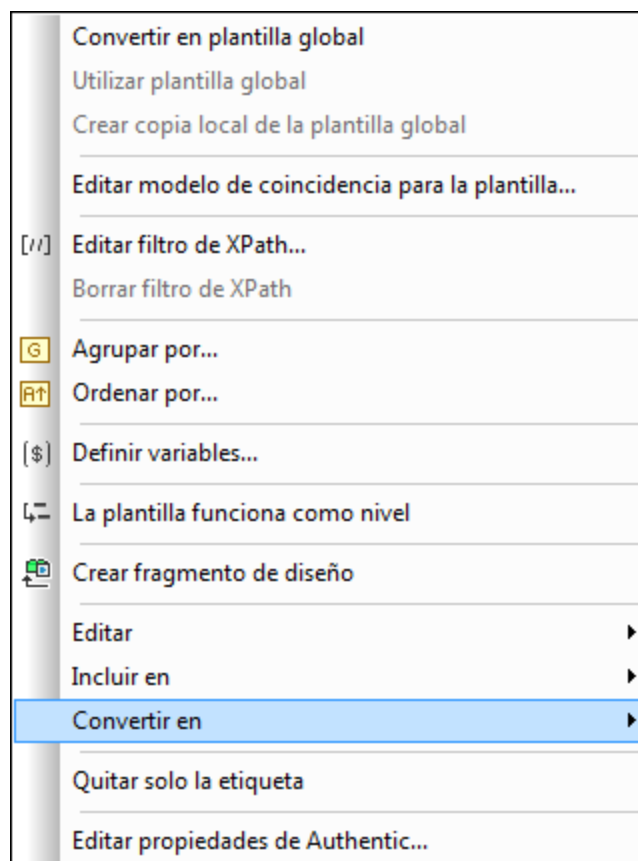 Convertir en plantilla global
Utilizar plantilla global
Crear copia local de la plantilla global
Editar modelo de coincidencia para la plantilla...
[//] Editar filtro de XPath...
Borrar filtro de XPath
G Agrupar por...
A↑ Ordenar por...
($) Definir variables...
La plantilla funciona como nivel
Crear fragmento de diseño
Editar
Incluir en
Convertir en
Quitar solo la etiqueta
Editar propiedades de Authentic...